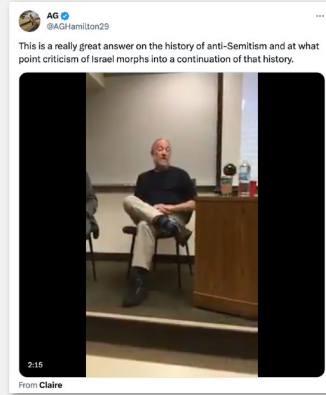 AG
@AGHamilton29
This is a really great answer on the history of anti-Semitism and at what
point criticism of Israel morphs into a continuation of that history.
2:15
From Claire